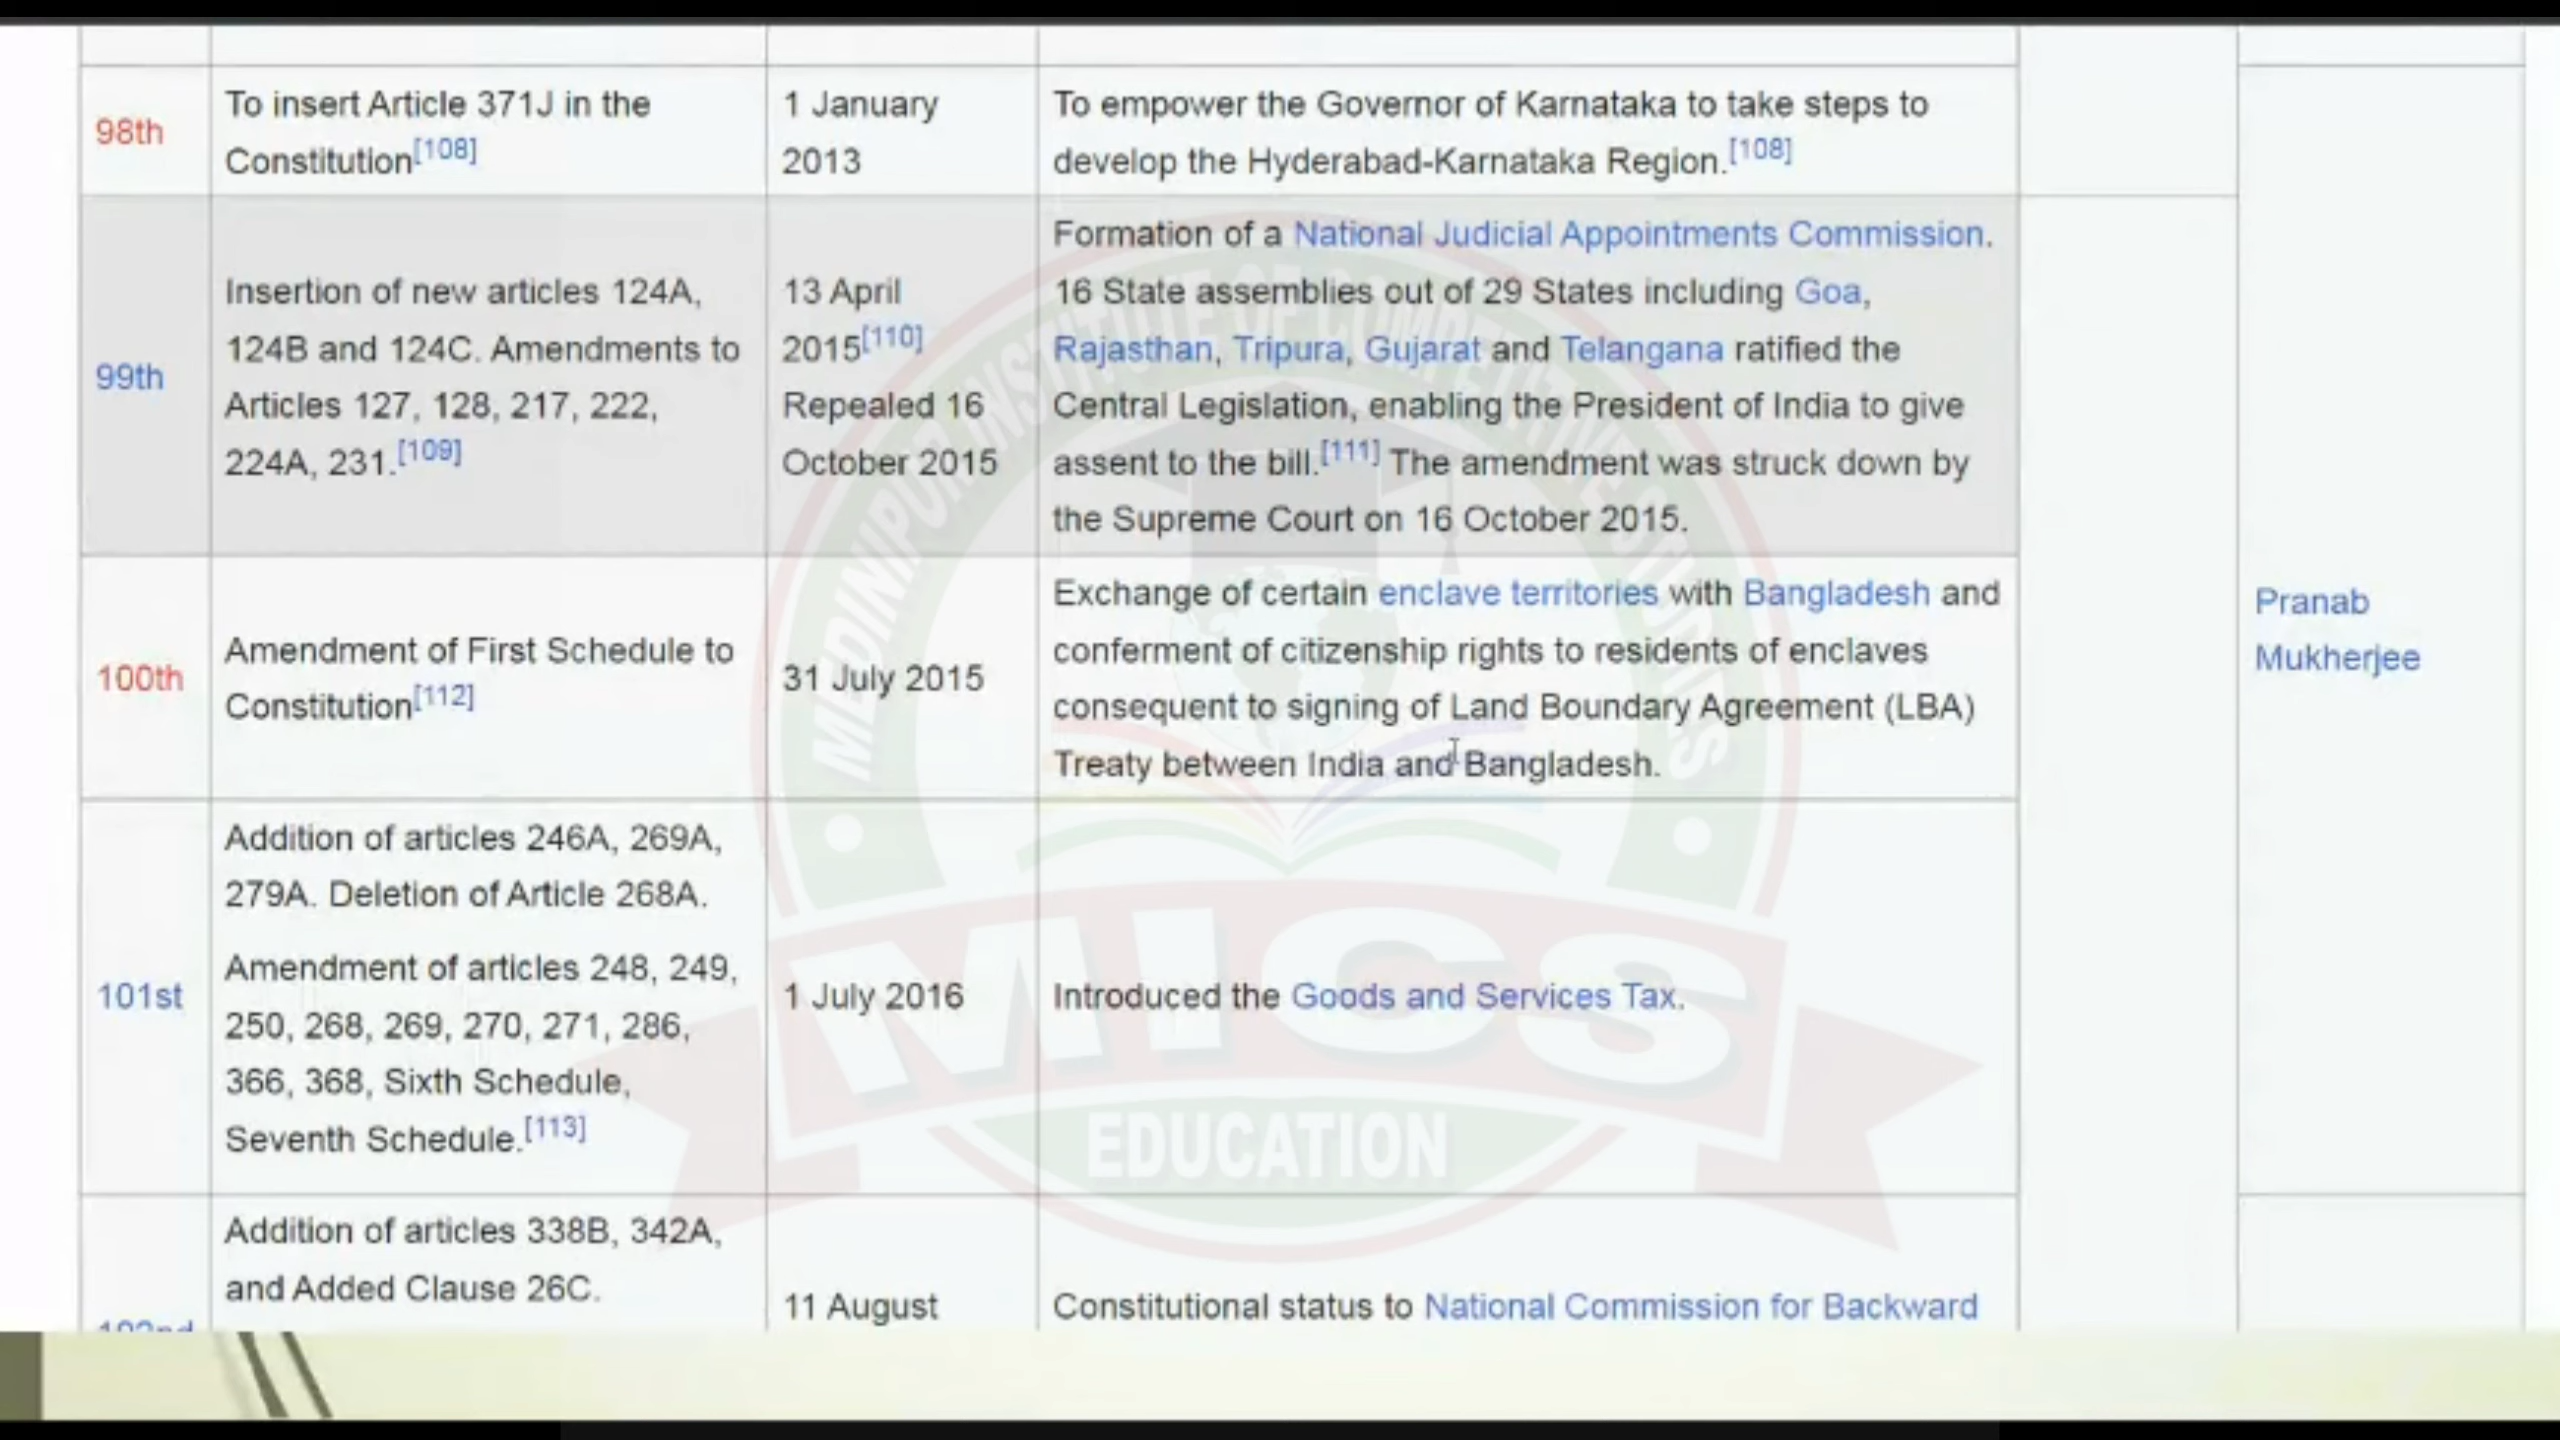 98th
To insert Article 371J in the
Constitution[108]
1 January
2013
To empower the Governor of Karnataka to take steps to
develop the Hyderabad-Karnataka Region.[108]
99th
Insertion of new articles 124A,
124B and 124C. Amendments to
Articles 127, 128, 217, 222,
224A, 231.[109]
13 April
2015[110]
Repealed 16
October 2015
Formation of a National Judicial Appointments Commission.
16 State assemblies out of 29 States including Goa,
Rajasthan, Tripura, Gujarat and Telangana ratified the
Central Legislation, enabling the President of India to give
assent to the bill.[111] The amendment was struck down by
the Supreme Court on 16 October 2015.
100th
Amendment of First Schedule to
Constitution[112]
31 July 2015
Exchange of certain enclave territories with Bangladesh and
conferment of citizenship rights to residents of enclaves
consequent to signing of Land Boundary Agreement (LBA)
Treaty between India and Bangladesh.
Pranab
Mukherjee
101st
Addition of articles 246A, 269A,
279A. Deletion of Article 268A.
Amendment of articles 248, 249,
250, 268, 269, 270, 271, 286,
366, 368, Sixth Schedule,
Seventh Schedule.[113]
1 July 2016
Introduced the Goods and Services Tax.
102nd
Addition of articles 338B, 342A,
and Added Clause 26C.
11 August
Constitutional status to National Commission for Backward
MEDINIPUR INSTITUTE OF COMPETITIVE STUDIES
MICS
EDUCATION